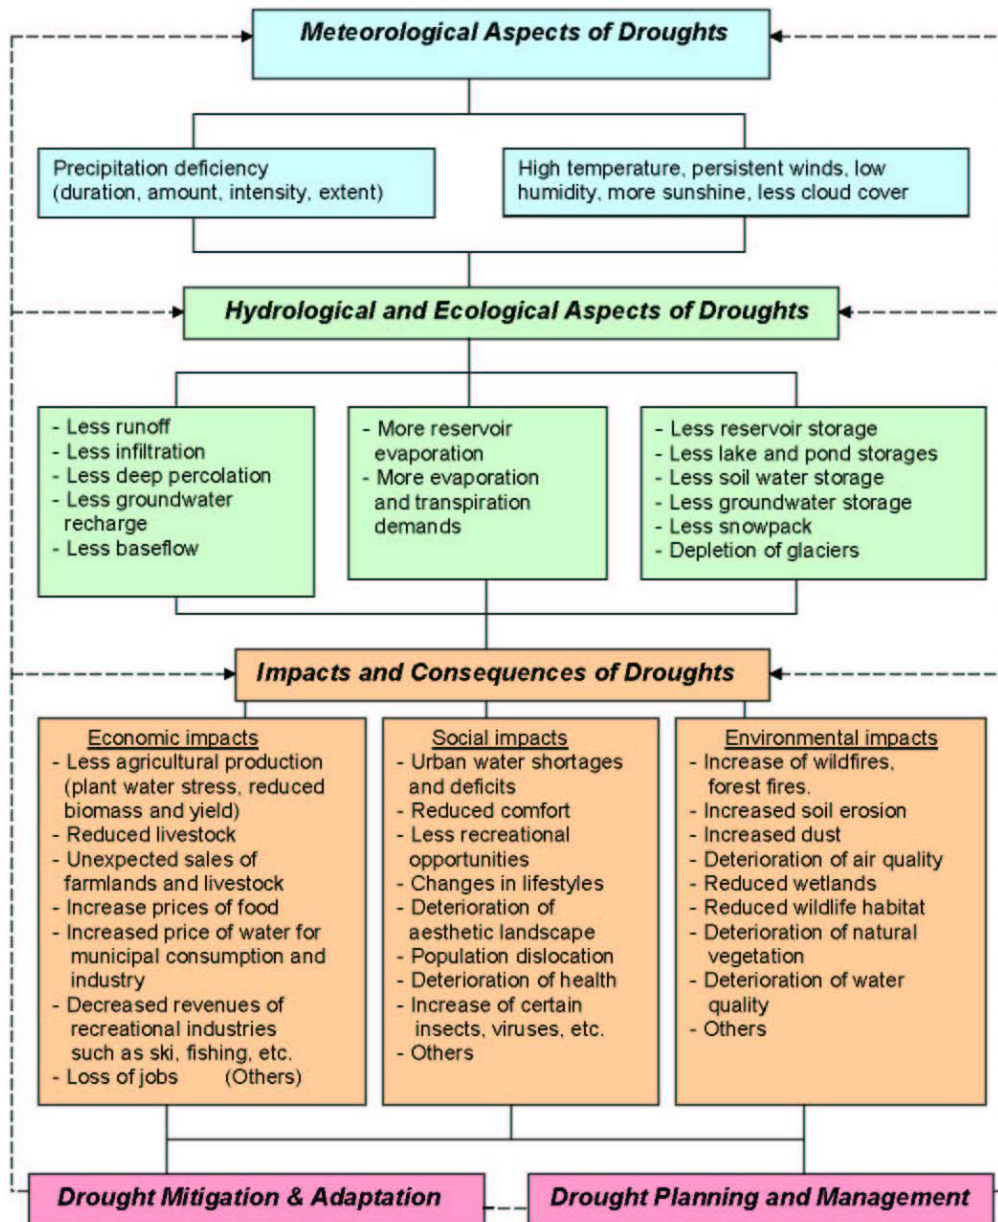 Meteorological Aspects of Droughts
Precipitation deficiency
(duration, amount, intensity, extent)
High temperature, persistent winds, low
humidity, more sunshine, less cloud cover
Hydrological and Ecological Aspects of Droughts
- Less runoff
- Less infiltration
- Less deep percolation
- Less groundwater
recharge
- Less baseflow
- More reservoir
evaporation
- More evaporation
and transpiration
demands
- Less reservoir storage
- Less lake and pond storages
- Less soil water storage
- Less groundwater storage
- Less snowpack
- Depletion of glaciers
Impacts and Consequences of Droughts
Economic impacts
- Less agricultural production
(plant water stress, reduced
biomass and yield)
- Reduced livestock
- Unexpected sales of
farmlands and livestock
- Increase prices of food
- Increased price of water for
municipal consumption and
industry
- Decreased revenues of
recreational industries
such as ski, fishing, etc.
- Loss of jobs (Others)
Social impacts
- Urban water shortages
and deficits
- Reduced comfort
- Less recreational
opportunities
- Changes in lifestyles
- Deterioration of
aesthetic landscape
- Population dislocation
- Deterioration of health
- Increase of certain
insects, viruses, etc.
- Others
Environmental impacts
- Increase of wildfires,
forest fires.
- Increased soil erosion
- Increased dust
- Deterioration of air quality
- Reduced wetlands
- Reduced wildlife habitat
- Deterioration of natural
vegetation
- Deterioration of water
quality
- Others
Drought Mitigation & Adaptation
Drought Planning and Management